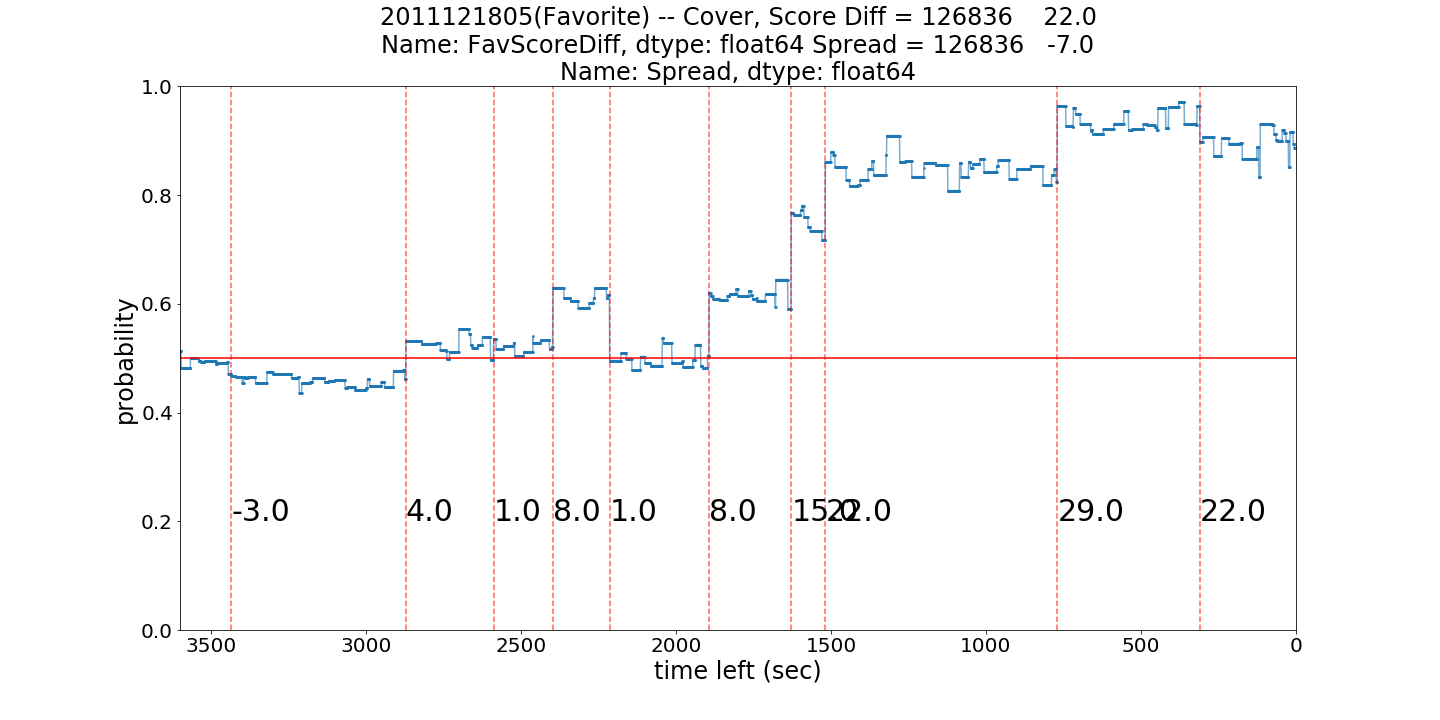 2011121805(Favorite) -- Cover, Score Diff = 126836    22.0
Name: FavScoreDiff, dtype: float64 Spread = 126836   -7.0
Name: Spread, dtype: float64
1.0
0.8
0.6
0.4
0.2
0.0
probability
-3.0 4.0 1.0 8.0 1.0 8.0 15.0 22.0 29.0 22.0
3500 3000 2500 2000 1500 1000 500 0
time left (sec)